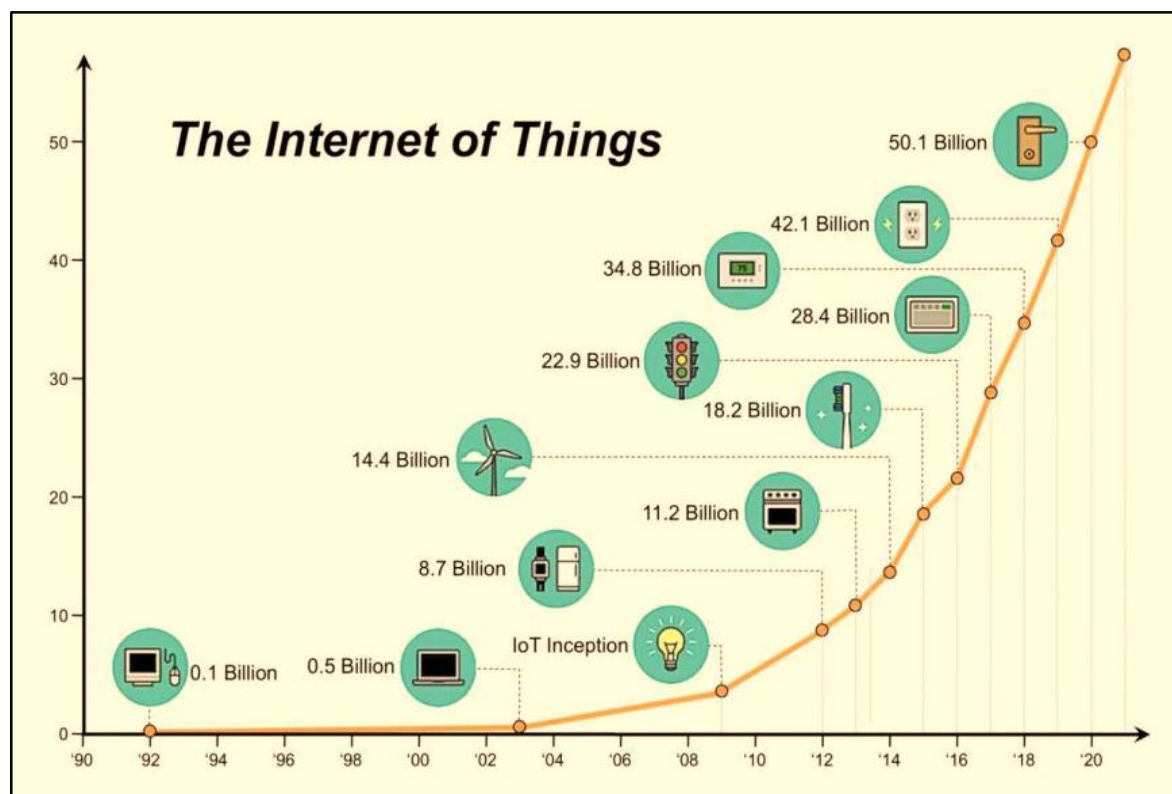 The Internet of Things
50
40
30
20
10
0
50.1 Billion
42.1 Billion
34.8 Billion
28.4 Billion
22.9 Billion
18.2 Billion
14.4 Billion
11.2 Billion
8.7 Billion
IoT Inception
0.5 Billion
0.1 Billion
75
'90 '92 '94 '96 '98 '00 '02 '04 '06 '08 '10 '12 '14 '16 '18 '20